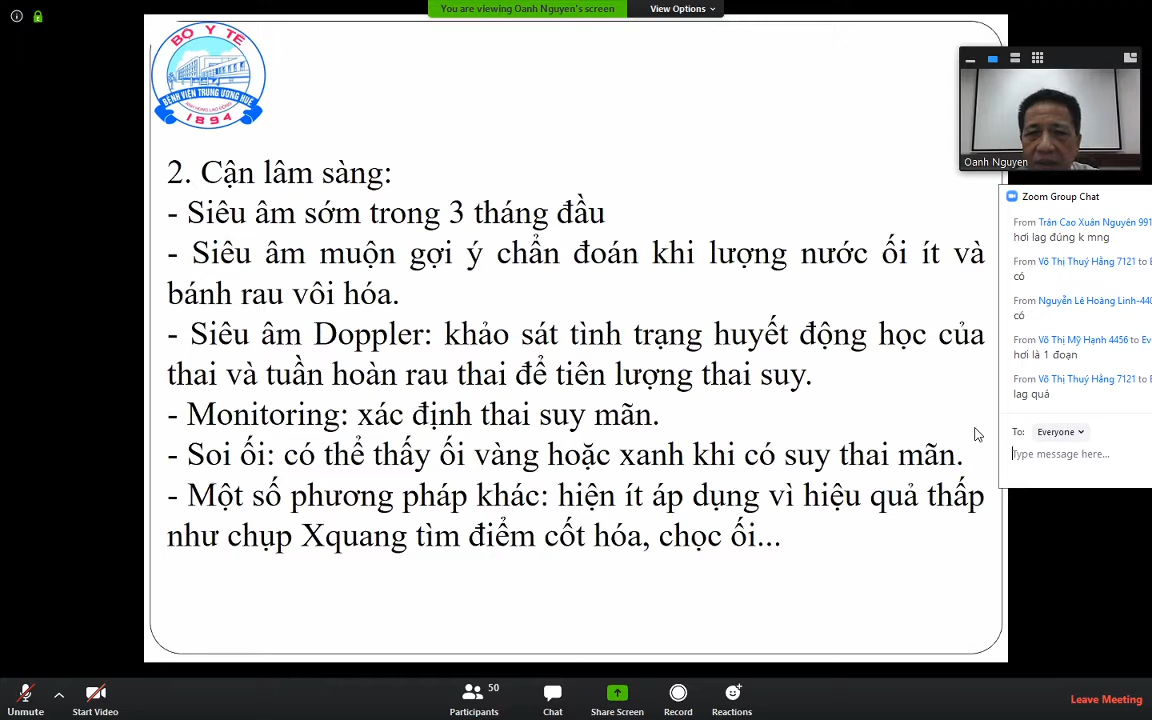 You are viewing Oanh Nguyen's screen
View Options
BỘ Y TẾ
BỆNH VIỆN TRUNG ƯƠNG HUẾ
ANH HÙNG LAO ĐỘNG
1894
2. Cận lâm sàng:
- Siêu âm sớm trong 3 tháng đầu
- Siêu âm muộn gợi ý chẩn đoán khi lượng nước ối ít và
bánh rau vôi hóa.
- Siêu âm Doppler: khảo sát tình trạng huyết động học của
thai và tuần hoàn rau thai để tiên lượng thai suy.
- Monitoring: xác định thai suy mãn.
- Soi ối: có thể thấy ối vàng hoặc xanh khi có suy thai mãn.
- Một số phương pháp khác: hiện ít áp dụng vì hiệu quả thấp
như chụp Xquang tìm điểm cốt hóa, chọc ối...
Oanh Nguyen
Zoom Group Chat
From Trần Cao Xuân Nguyên 991
hơi lag đúng k mng
From Võ Thị Thuý Hằng 7121 to E
có
From Nguyễn Lê Hoàng Linh-440
có
From Võ Thị Mỹ Hạnh 4456 to Ev
hơi là 1 đoạn
From Võ Thị Thuý Hằng 7121 to E
lag quá
To: Everyone
Type message here...
Unmute
Start Video
50
Participants
Chat
Share Screen
Record
Reactions
Leave Meeting